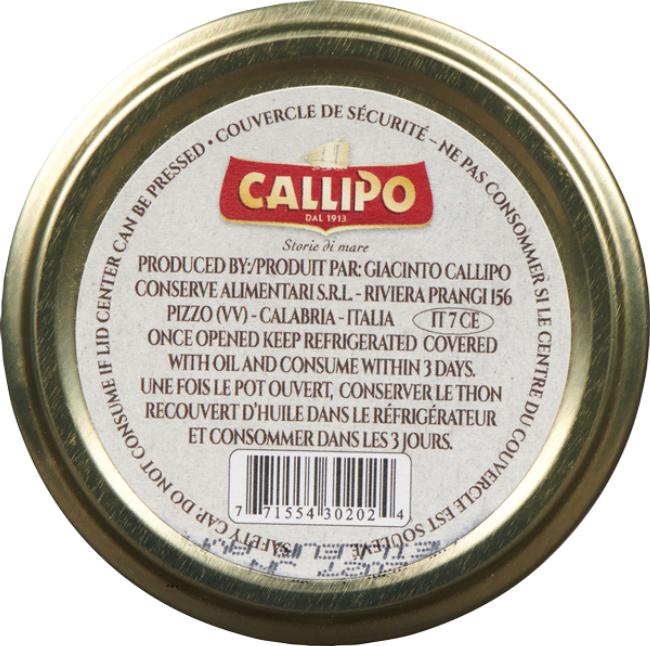 SAFETY CAP. DO NOT CONSUME IF LID CENTER CAN BE PRESSED • COUVERCLE DE SÉCURITÉ – NE PAS CONSOMMER SI LE CENTRE DU COUVERCLE EST SOULEVÉ
CALLIPO
DAL 1913
Storie di mare
PRODUCED BY:/PRODUIT PAR: GIACINTO CALLIPO
CONSERVE ALIMENTARI S.R.L. - RIVIERA PRANGI 156
PIZZO (VV) - CALABRIA - ITALIA IT 7 CE
ONCE OPENED KEEP REFRIGERATED COVERED
WITH OIL AND CONSUME WITHIN 3 DAYS.
UNE FOIS LE POT OUVERT, CONSERVER LE THON
RECOUVERT D'HUILE DANS LE RÉFRIGÉRATEUR
ET CONSOMMER DANS LES 3 JOURS.
7 71554 30202 4